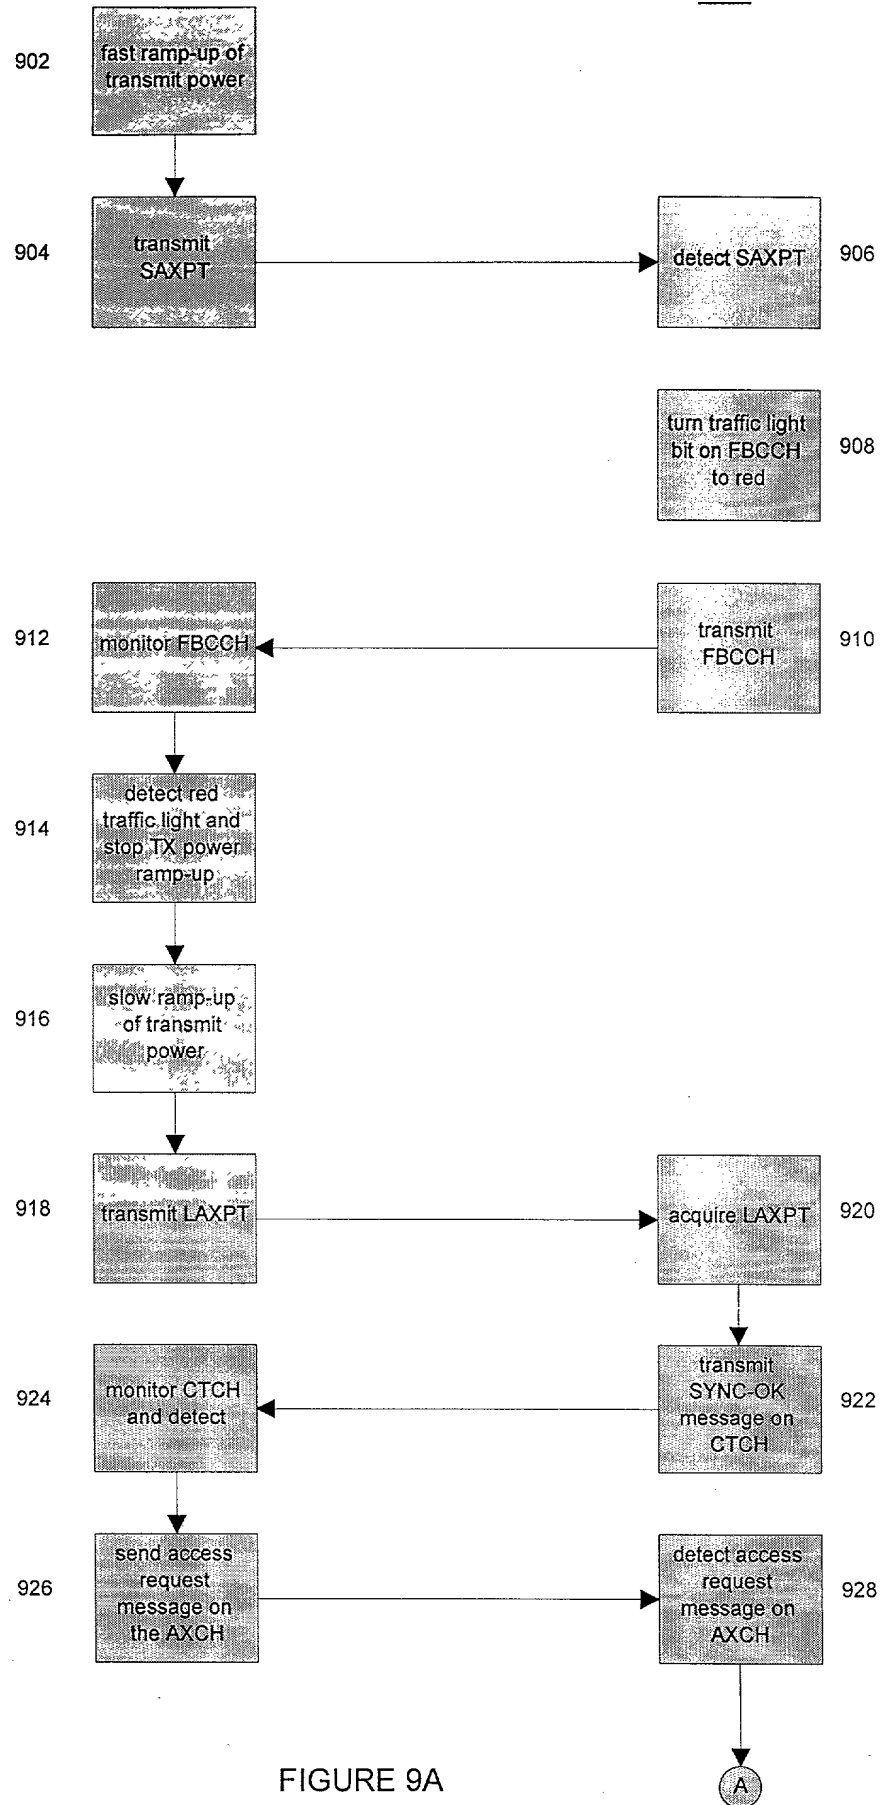 902
fast ramp-up of
transmit power
904
transmit
SAXPT
detect SAXPT
906
turn traffic light
bit on FBCCH
to red
908
912
monitor FBCCH
transmit
FBCCH
910
914
detect red
traffic light and
stop TX power
ramp-up
916
slow ramp-up
of transmit
power
918
transmit LAXPT
acquire LAXPT
920
924
monitor CTCH
and detect
transmit
SYNC-OK
message on
CTCH
922
926
send access
request
message on
the AXCH
detect access
request
message on
AXCH
928
FIGURE 9A
A